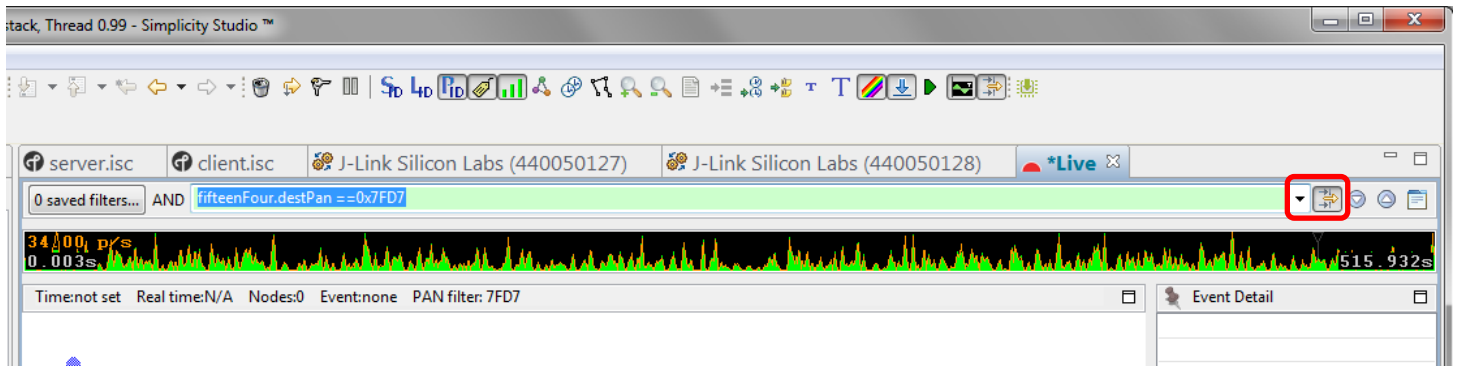 stack, Thread 0.99 - Simplicity Studio ™
server.isc client.isc J-Link Silicon Labs (440050127) J-Link Silicon Labs (440050128) *Live
0 saved filters... AND fifteenFour.destPan ==0x7FD7
34.00 p/s
0.003s 515.932s
Time:not set Real time:N/A Nodes:0 Event:none PAN filter: 7FD7 Event Detail